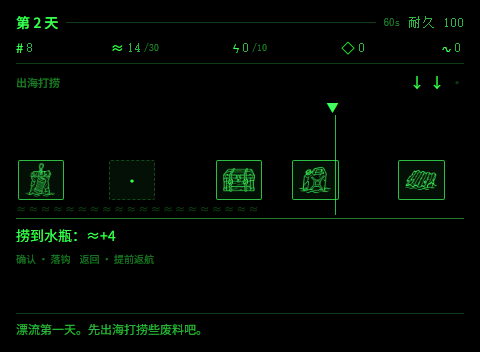 第 2 天 60s 耐久 100
# 8 ≈ 14/30 ϟ 0/10 ◇ 0 ∿ 0
出海打捞 ↓ ↓
捞到水瓶：≈+4
确认・落钩 返回・提前返航
漂流第一天。先出海打捞些废料吧。